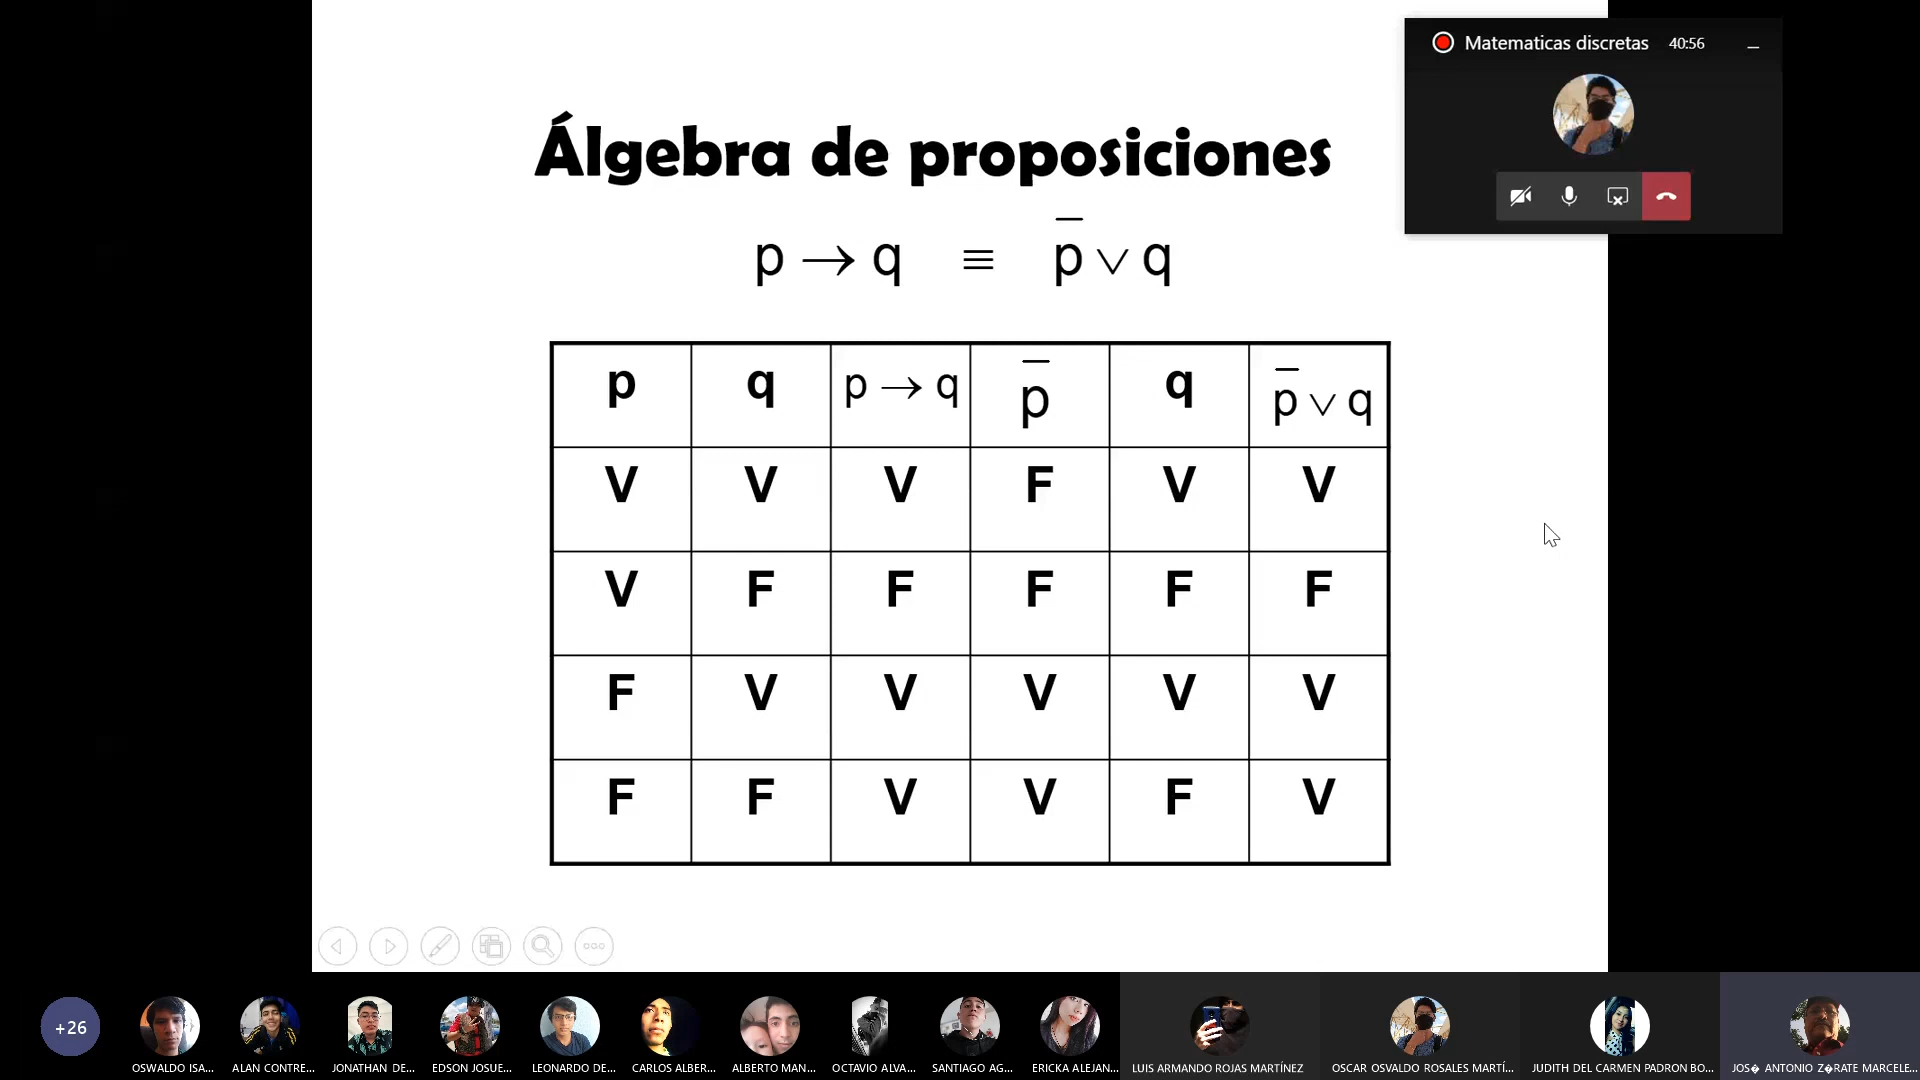 Matematicas discretas 40:56
Álgebra de proposiciones
p → q ≡ p̅ ∨ q
p q p → q p̅ q p̅ ∨ q
V V V F V V
V F F F F F
F V V V V V
F F V V F V
+26
OSWALDO ISA... ALAN CONTRE... JONATHAN DE... EDSON JOSUE... LEONARDO DE... CARLOS ALBER... ALBERTO MAN... OCTAVIO ALVA... SANTIAGO AG... ERICKA ALEJAN... LUIS ARMANDO ROJAS MARTÍNEZ OSCAR OSVALDO ROSALES MARTÍ... JUDITH DEL CARMEN PADRON BO... JOS� ANTONIO Z�RATE MARCELE...